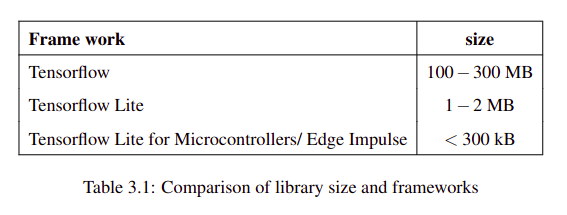 Frame work size
Tensorflow 100 − 300 MB
Tensorflow Lite 1 − 2 MB
Tensorflow Lite for Microcontrollers/ Edge Impulse < 300 kB
Table 3.1: Comparison of library size and frameworks